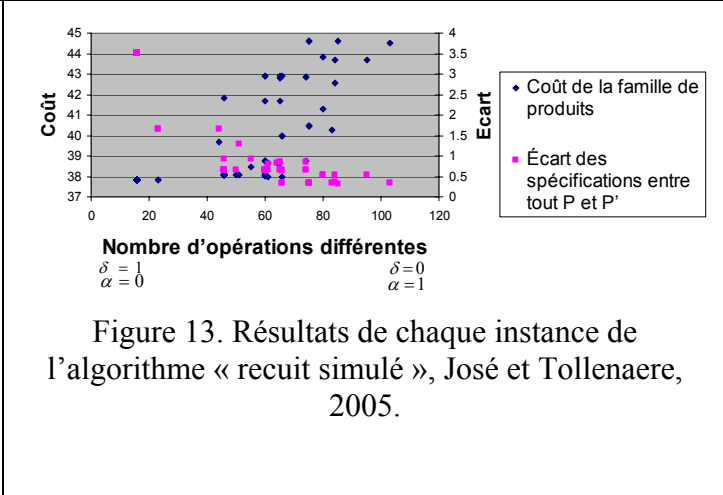 45
44
43
42
41
40
39
38
37
Coût
4
3.5
3
2.5
2
1.5
1
0.5
0
Ecart
0 20 40 60 80 100 120
Nombre d'opérations différentes
δ = 1
α = 0
δ = 0
α = 1
Coût de la famille de
produits
Écart des
spécifications entre
tout P et P'
Figure 13. Résultats de chaque instance de
l'algorithme « recuit simulé », José et Tollenaere,
2005.